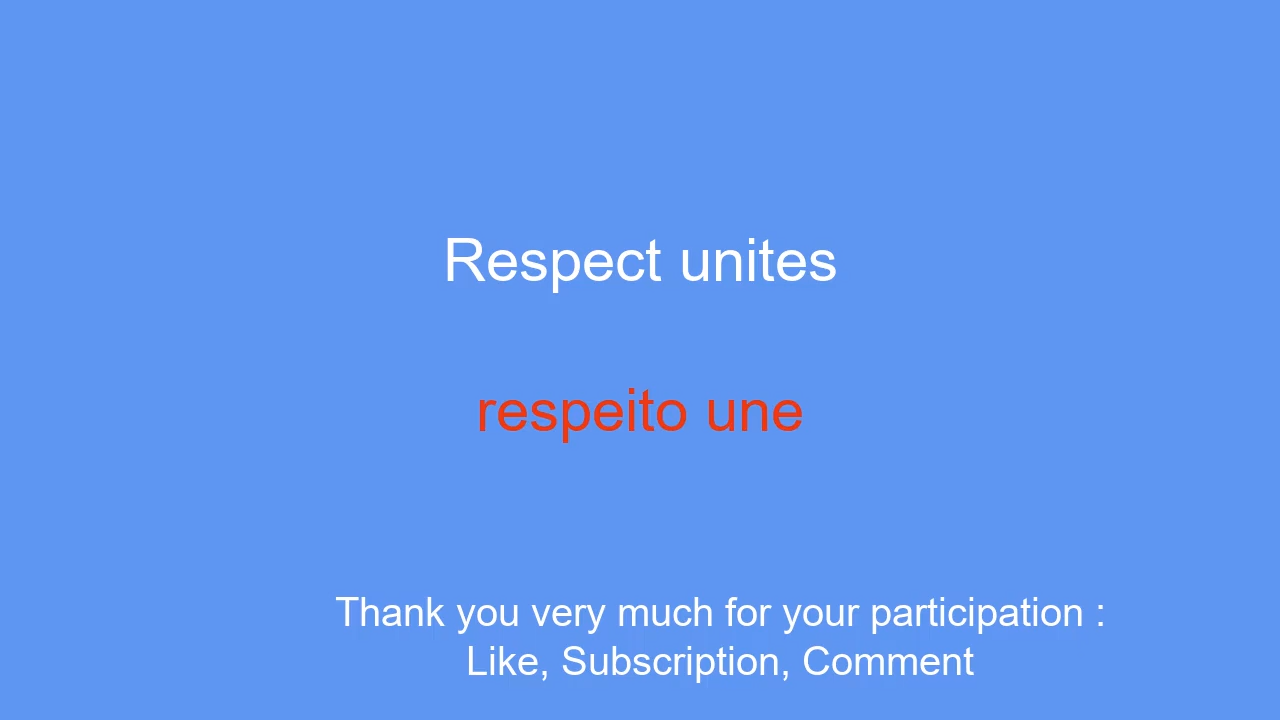 Respect unites
respeito une
Thank you very much for your participation :
Like, Subscription, Comment